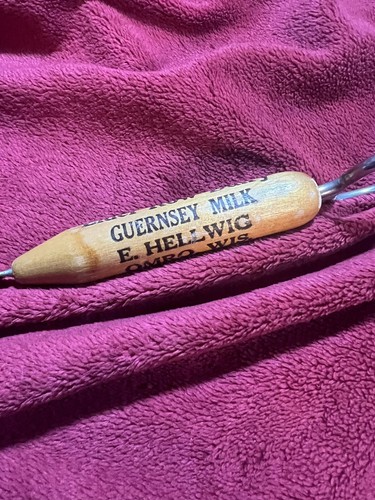 GUERNSEY MILK
E. HELLWIG
OMRO, WIS.